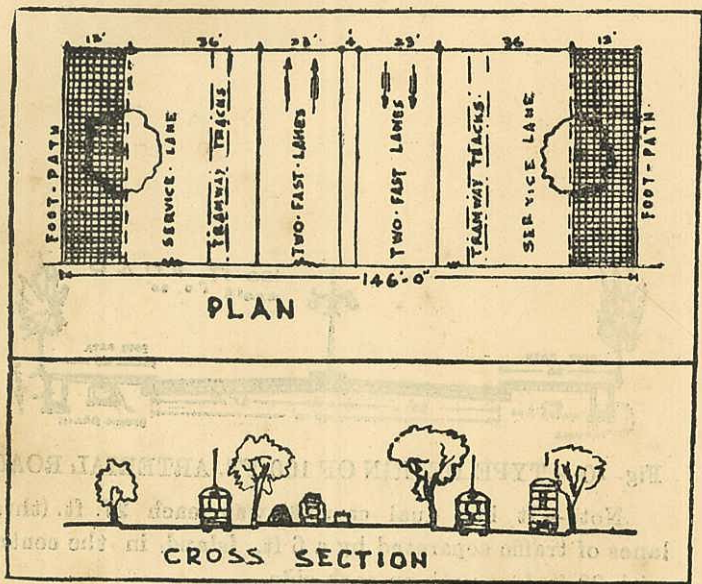 12' 36' 23' 4 23' 36 12'
FOOT-PATH
SERVICE LANE
TRAMWAY TRACKS
TWO-FAST-LANES
TWO-FAST LANES
TRAMWAY TRACKS
SERVICE LANE
FOOT-PATH
146'-0"
PLAN
CROSS SECTION